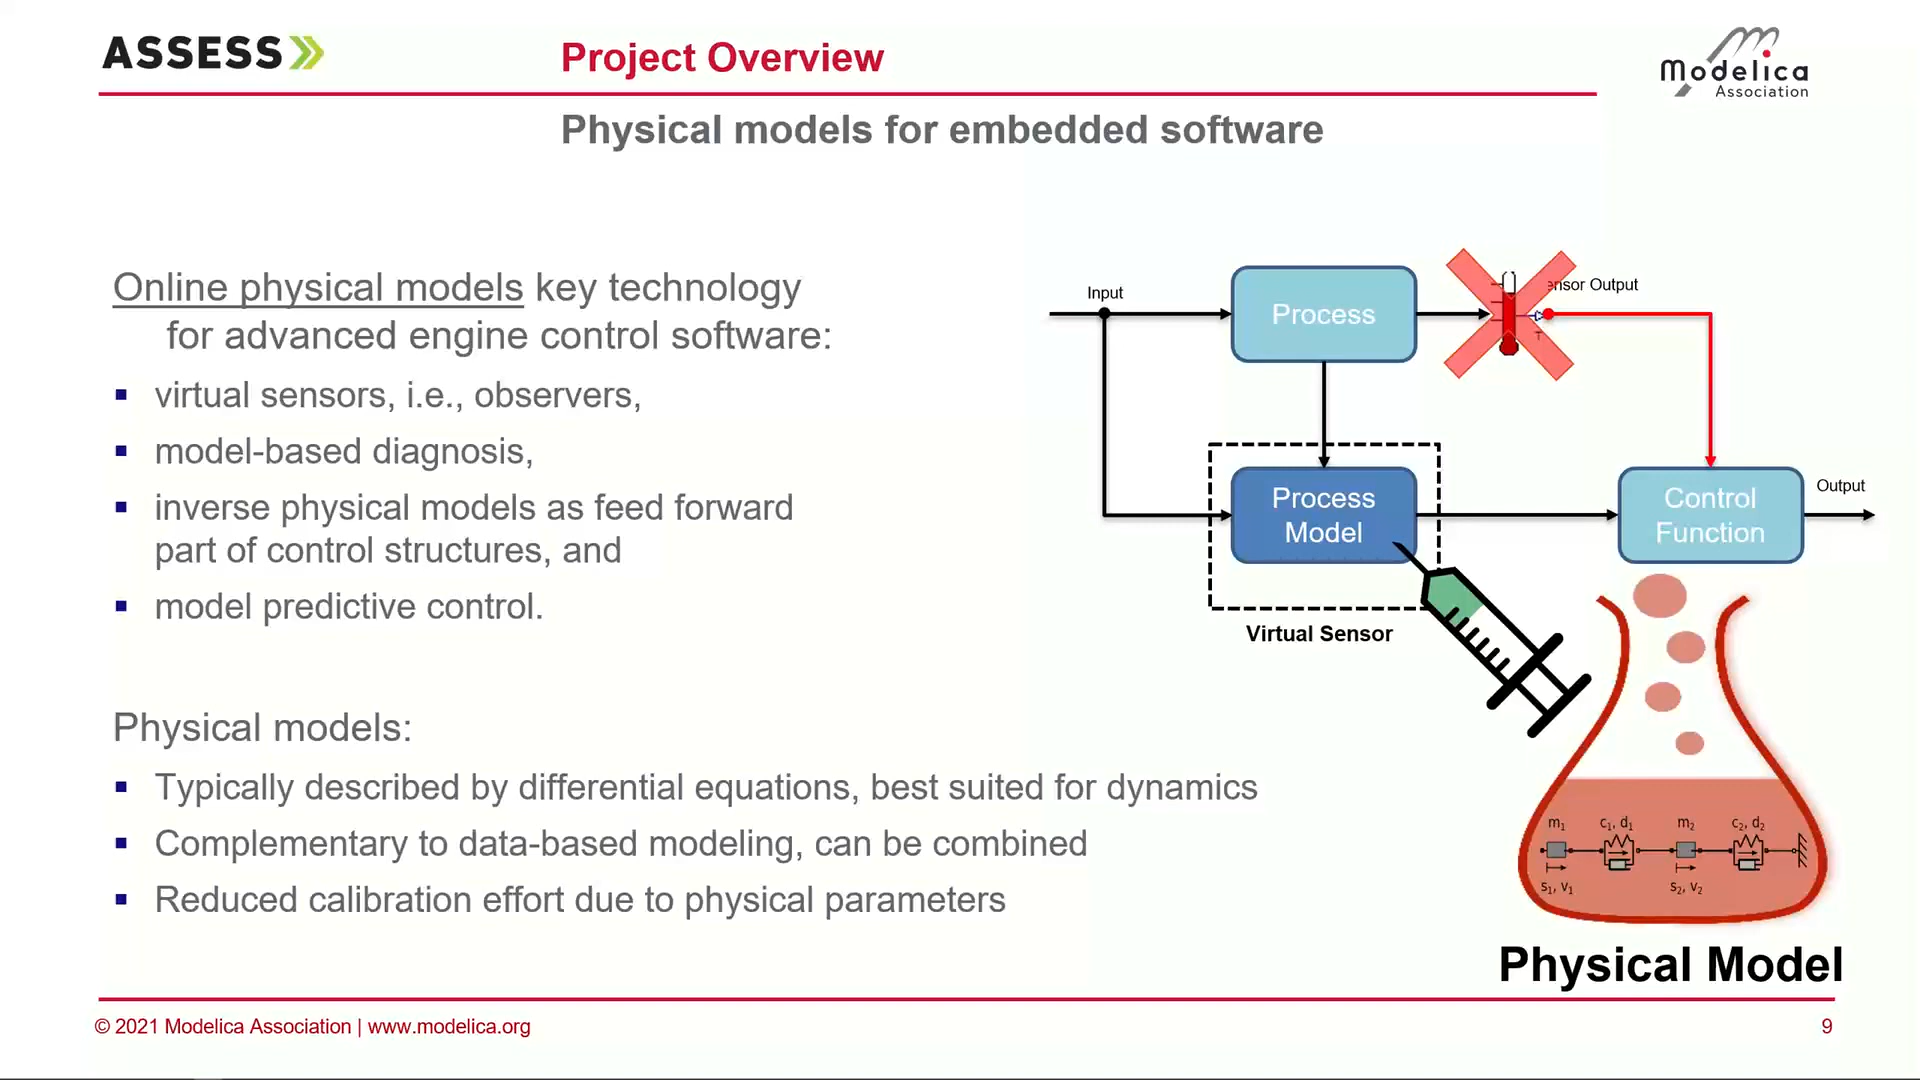 ASSESS
Project Overview
Modelica
Association
Physical models for embedded software
Online physical models key technology
for advanced engine control software:
▪ virtual sensors, i.e., observers,
▪ model-based diagnosis,
▪ inverse physical models as feed forward
part of control structures, and
▪ model predictive control.
Physical models:
▪ Typically described by differential equations, best suited for dynamics
▪ Complementary to data-based modeling, can be combined
▪ Reduced calibration effort due to physical parameters
Input
Process
Output
T
Process
Model
Control
Function
Output
Virtual Sensor
m₁ c₁, d₁ m₂ c₂, d₂
s₁, v₁ s₂, v₂
Physical Model
© 2021 Modelica Association | www.modelica.org
9